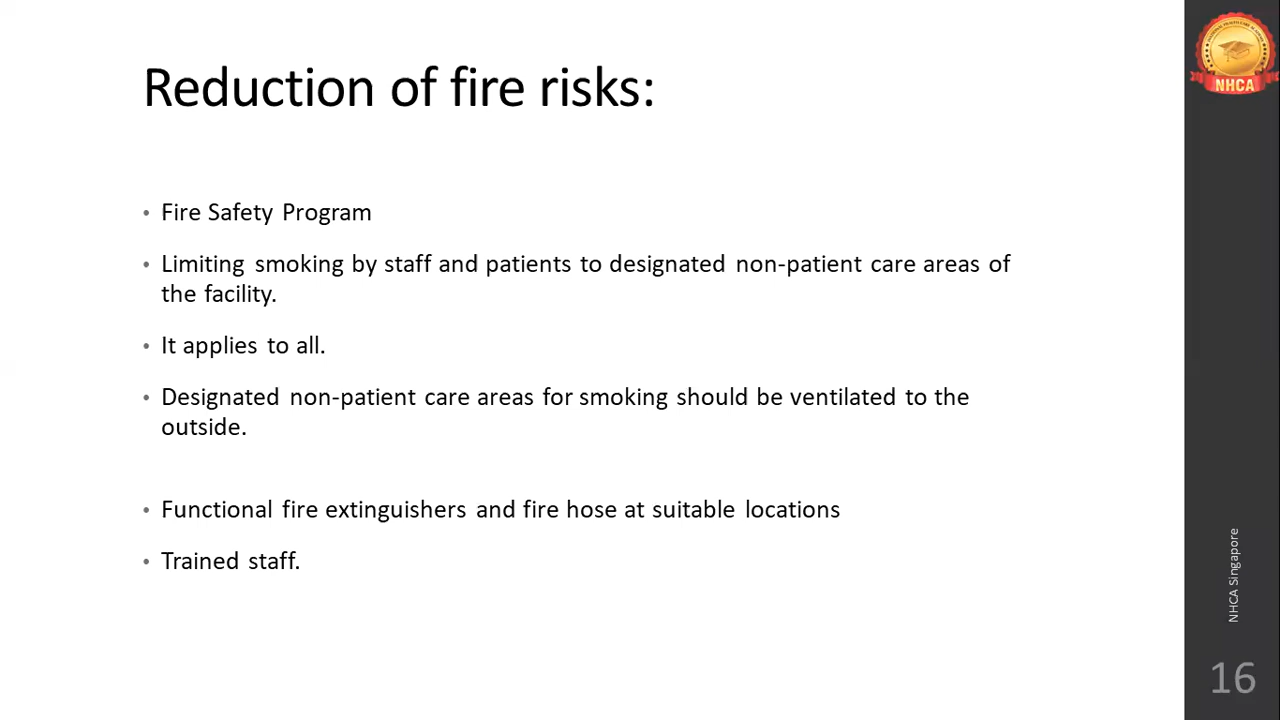 Reduction of fire risks:
• Fire Safety Program
• Limiting smoking by staff and patients to designated non-patient care areas of
the facility.
• It applies to all.
• Designated non-patient care areas for smoking should be ventilated to the
outside.
• Functional fire extinguishers and fire hose at suitable locations
• Trained staff.
NHCA
NHCA Singapore
16